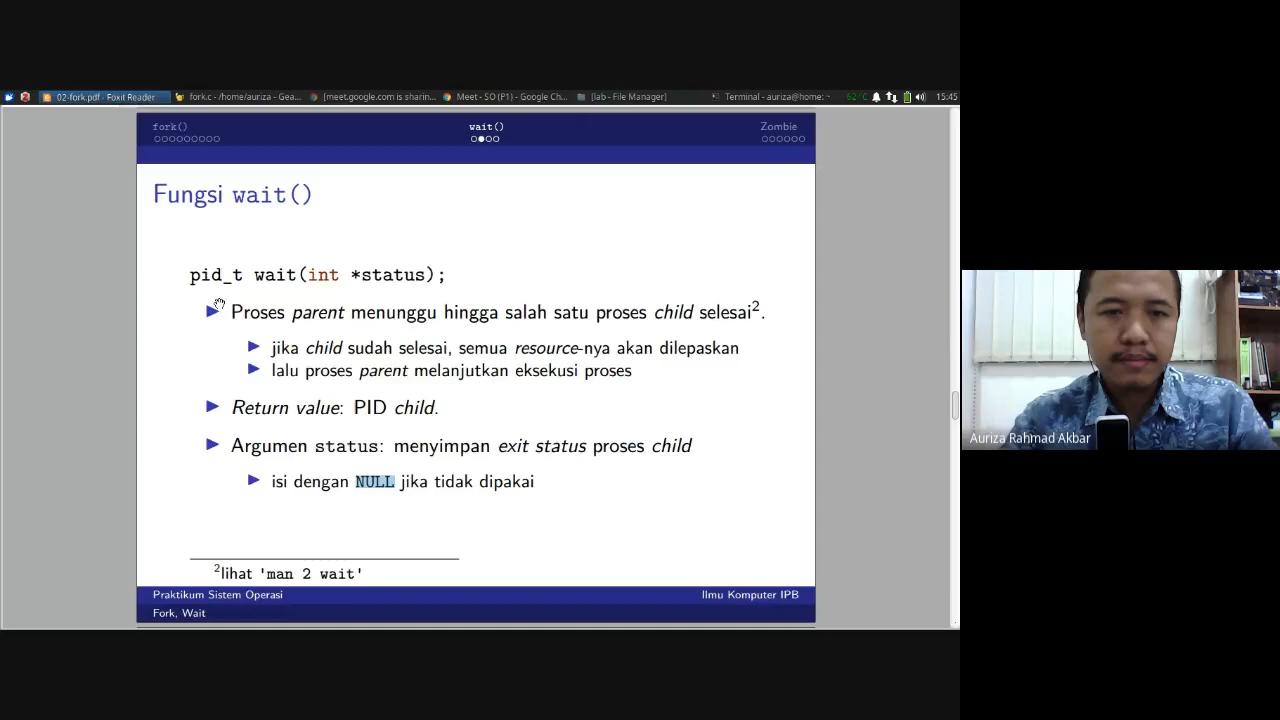 02-fork.pdf - Foxit Reader
fork.c - /home/auriza - Gea...
[meet.google.com is sharin...
Meet - SO (P1) - Google Ch...
[lab - File Manager]
Terminal - auriza@home: ~
62°C
15:45
fork()
wait()
Zombie
Fungsi wait()
pid_t wait(int *status);
Proses parent menunggu hingga salah satu proses child selesai2.
jika child sudah selesai, semua resource-nya akan dilepaskan
lalu proses parent melanjutkan eksekusi proses
Return value: PID child.
Argumen status: menyimpan exit status proses child
isi dengan NULL jika tidak dipakai
2lihat 'man 2 wait'
Praktikum Sistem Operasi
Ilmu Komputer IPB
Fork, Wait
Auriza Rahmad Akbar